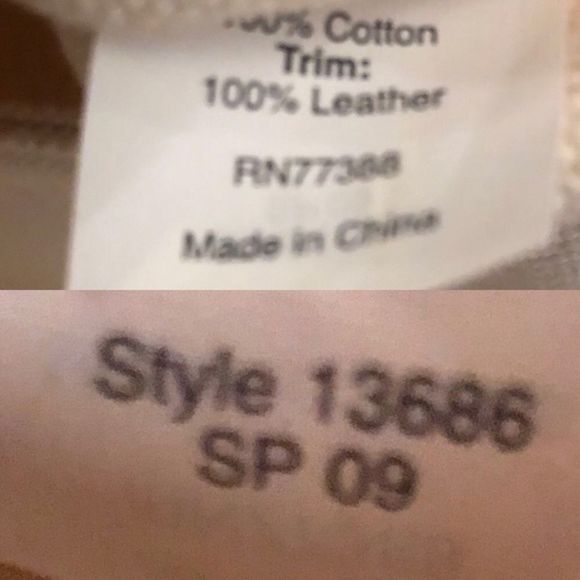 Cotton
Trim:
100% Leather
RN77388
Made in China
Style 13686
SP 09